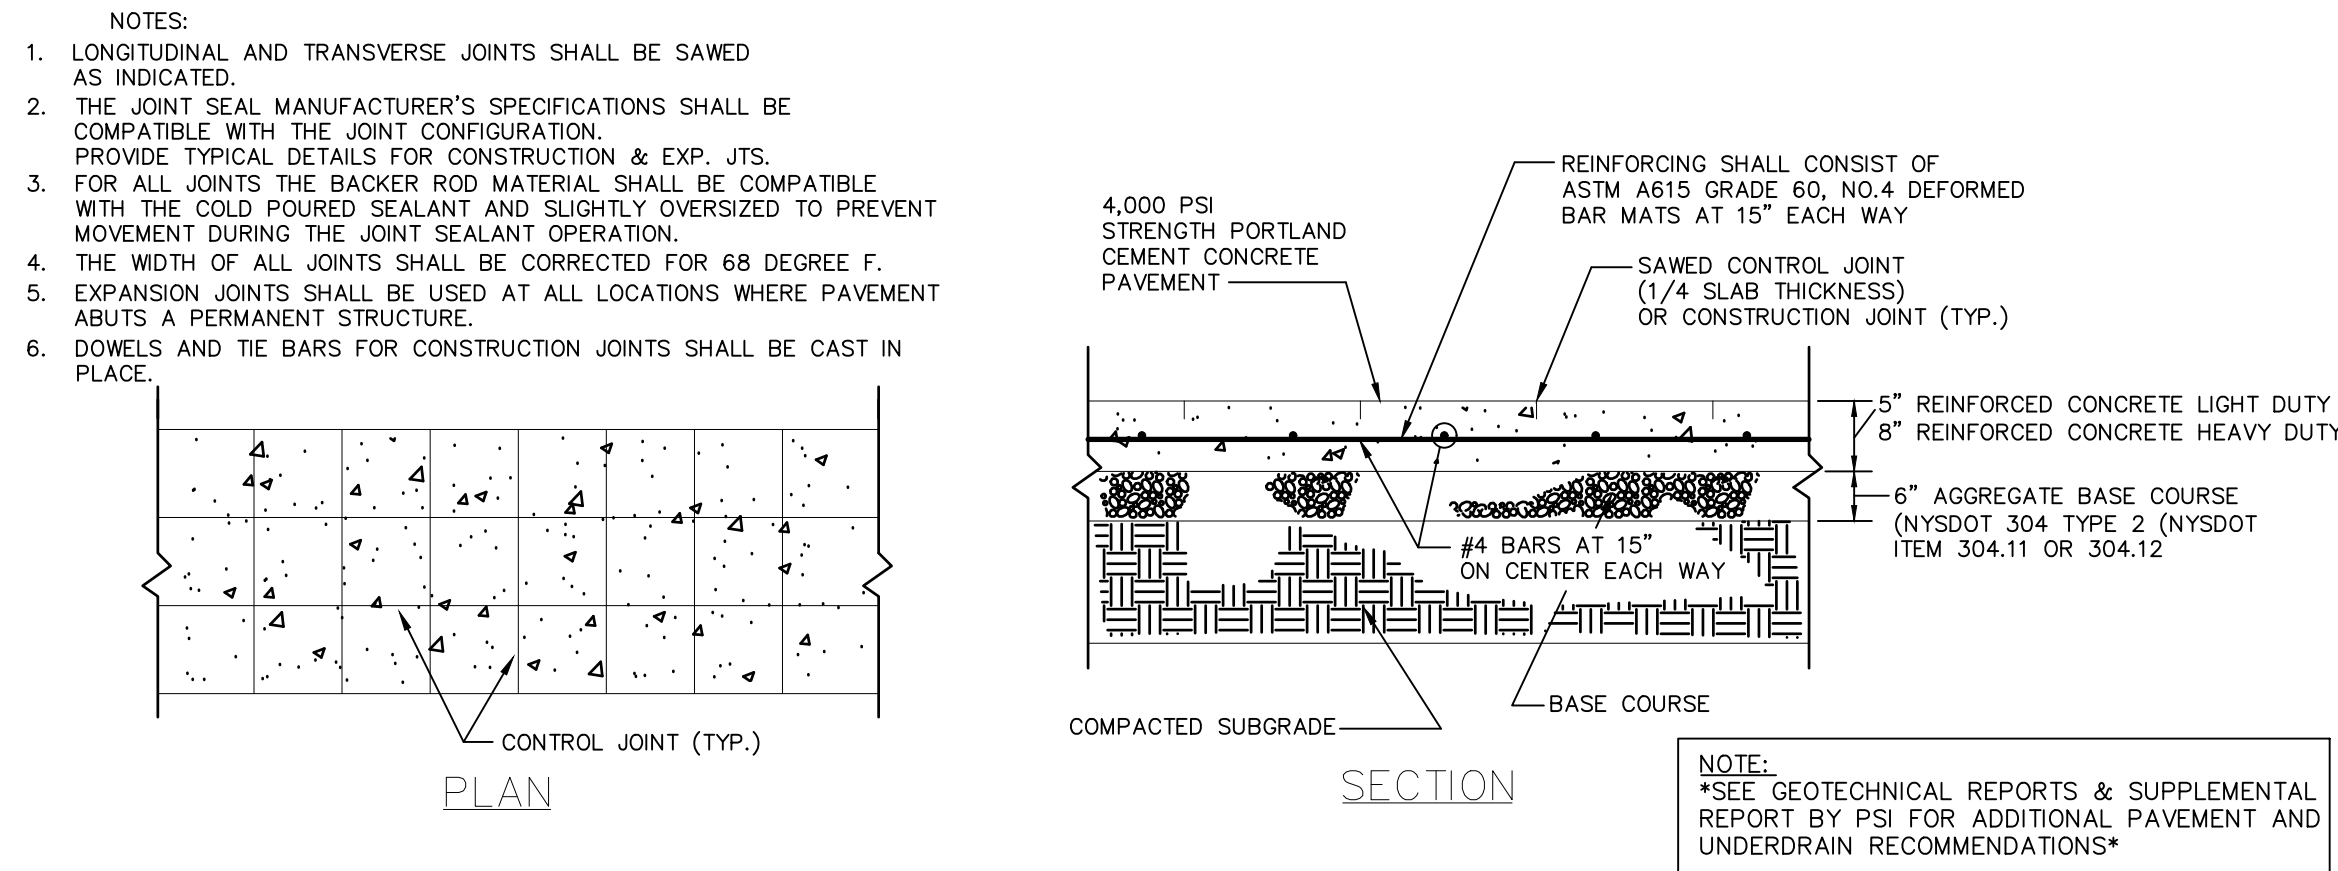 NOTES:
1. LONGITUDINAL AND TRANSVERSE JOINTS SHALL BE SAWED
AS INDICATED.
2. THE JOINT SEAL MANUFACTURER'S SPECIFICATIONS SHALL BE
COMPATIBLE WITH THE JOINT CONFIGURATION.
PROVIDE TYPICAL DETAILS FOR CONSTRUCTION & EXP. JTS.
3. FOR ALL JOINTS THE BACKER ROD MATERIAL SHALL BE COMPATIBLE
WITH THE COLD POURED SEALANT AND SLIGHTLY OVERSIZED TO PREVENT
MOVEMENT DURING THE JOINT SEALANT OPERATION.
4. THE WIDTH OF ALL JOINTS SHALL BE CORRECTED FOR 68 DEGREE F.
5. EXPANSION JOINTS SHALL BE USED AT ALL LOCATIONS WHERE PAVEMENT
ABUTS A PERMANENT STRUCTURE.
6. DOWELS AND TIE BARS FOR CONSTRUCTION JOINTS SHALL BE CAST IN
PLACE.
CONTROL JOINT (TYP.)
PLAN
4,000 PSI
STRENGTH PORTLAND
CEMENT CONCRETE
PAVEMENT
REINFORCING SHALL CONSIST OF
ASTM A615 GRADE 60, NO.4 DEFORMED
BAR MATS AT 15" EACH WAY
SAWED CONTROL JOINT
(1/4 SLAB THICKNESS)
OR CONSTRUCTION JOINT (TYP.)
5" REINFORCED CONCRETE LIGHT DUTY
8" REINFORCED CONCRETE HEAVY DUTY
6" AGGREGATE BASE COURSE
(NYSDOT 304 TYPE 2 (NYSDOT
ITEM 304.11 OR 304.12
#4 BARS AT 15"
ON CENTER EACH WAY
BASE COURSE
COMPACTED SUBGRADE
SECTION
NOTE:
*SEE GEOTECHNICAL REPORTS & SUPPLEMENTAL
REPORT BY PSI FOR ADDITIONAL PAVEMENT AND
UNDERDRAIN RECOMMENDATIONS*